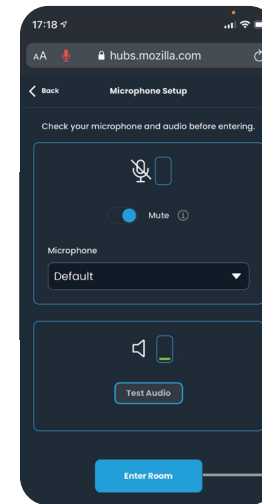 17:18
AA hubs.mozilla.com
Back Microphone Setup
Check your microphone and audio before entering.
Mute
Microphone
Default
Test Audio
Enter Room